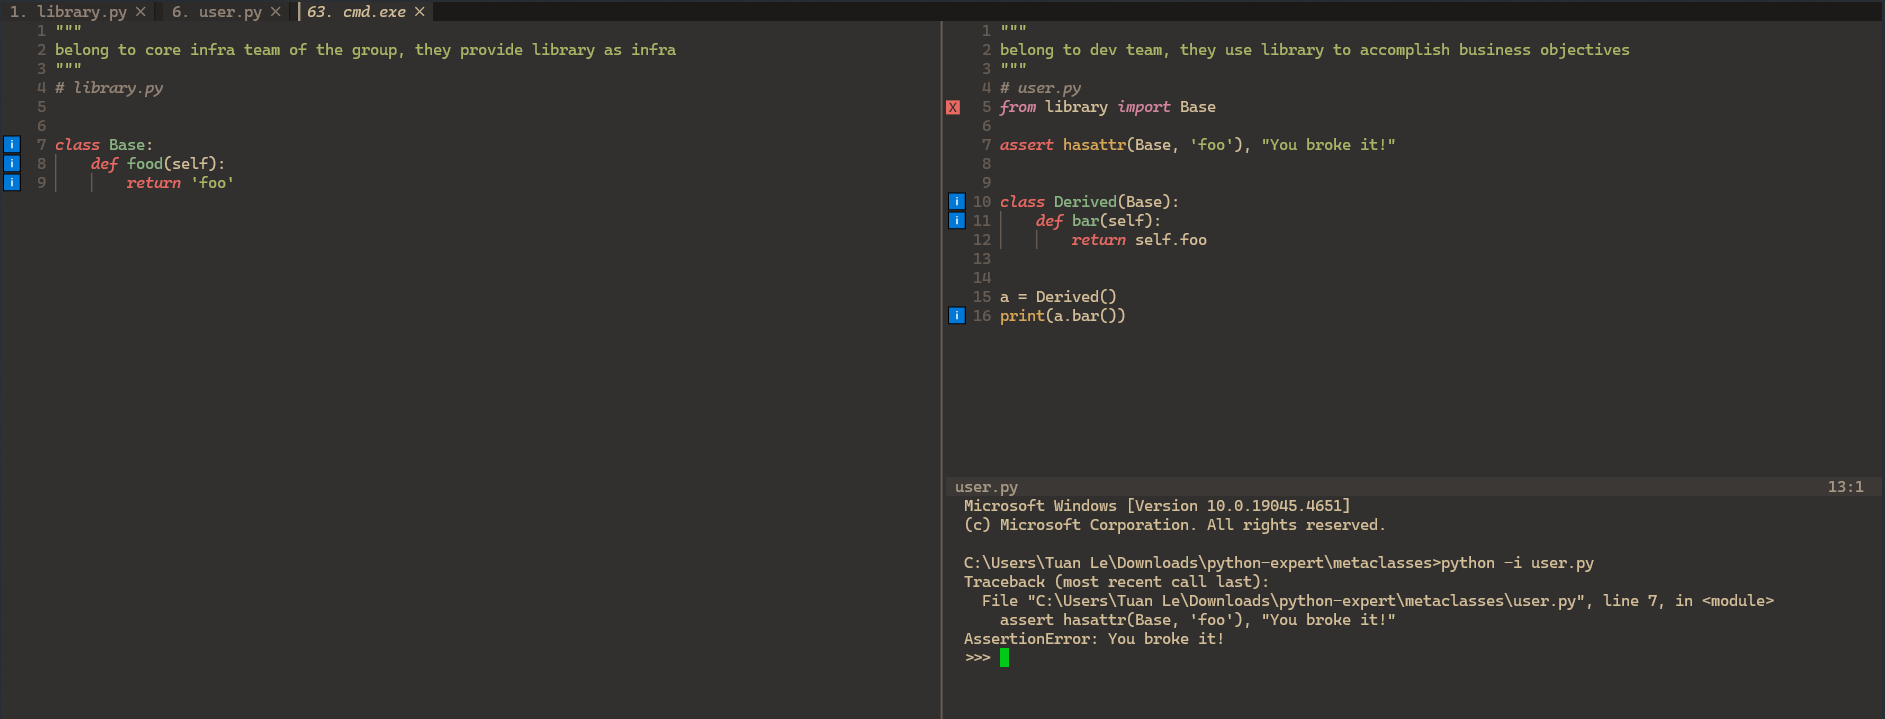 1. library.py × 6. user.py × 63. cmd.exe ×
1 """
2 belong to core infra team of the group, they provide library as infra
3 """
4 # library.py
5
6
i 7 class Base:
i 8 def food(self):
i 9 return 'foo'
1 """
2 belong to dev team, they use library to accomplish business objectives
3 """
4 # user.py
X 5 from library import Base
6
7 assert hasattr(Base, 'foo'), "You broke it!"
8
9
i 10 class Derived(Base):
i 11 def bar(self):
12 return self.foo
13
14
15 a = Derived()
i 16 print(a.bar())
user.py 13:1
Microsoft Windows [Version 10.0.19045.4651]
(c) Microsoft Corporation. All rights reserved.
C:\Users\Tuan Le\Downloads\python-expert\metaclasses>python -i user.py
Traceback (most recent call last):
File "C:\Users\Tuan Le\Downloads\python-expert\metaclasses\user.py", line 7, in <module>
assert hasattr(Base, 'foo'), "You broke it!"
AssertionError: You broke it!
>>>